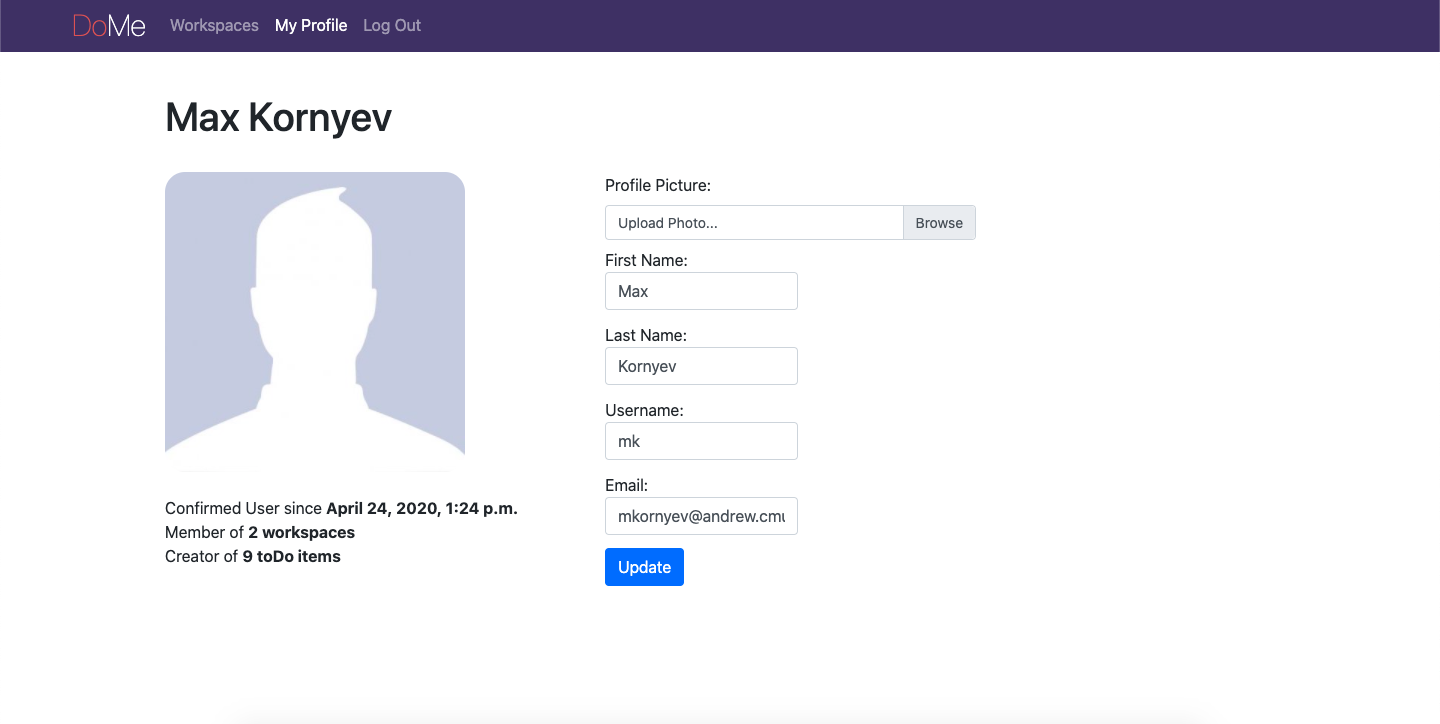 DoMe Workspaces My Profile Log Out
Max Kornyev
Profile Picture:
Upload Photo... Browse
First Name:
Max
Last Name:
Kornyev
Username:
mk
Email:
mkornyev@andrew.cmu
Update
Confirmed User since April 24, 2020, 1:24 p.m.
Member of 2 workspaces
Creator of 9 toDo items